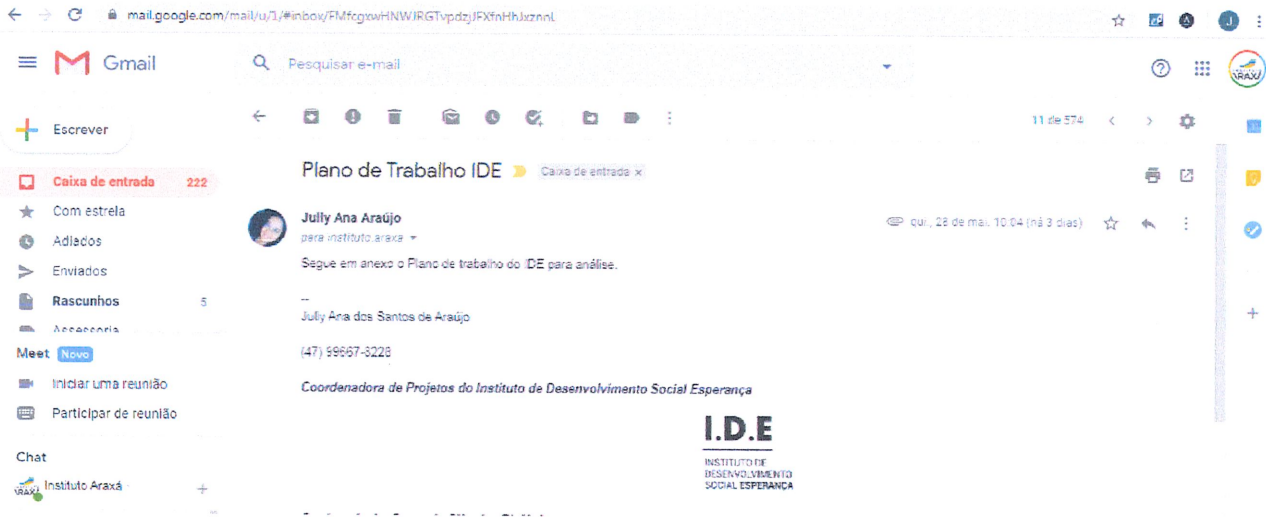 mail.google.com/mail/u/1/#inbox/
Gmail
Pesquisar e-mail
Escrever
11 de 574
Plano de Trabalho IDE
Caixa de entrada x
Caixa de entrada 222
Com estrela
Adiados
Enviados
Rascunhos 5
Assessoria
Jully Ana Araújo
qui., 28 de mai. 10:04 (há 3 dias)
para instituto.araxa
Segue em anexo o Plano de trabalho do IDE para análise.
--
Jully Ana dos Santos de Araújo
(47) 99667-3228
Coordenadora de Projetos do Instituto de Desenvolvimento Social Esperança
I.D.E
INSTITUTO DE
DESENVOLVIMENTO
SOCIAL ESPERANÇA
Meet Novo
Iniciar uma reunião
Participar de reunião
Chat
Instituto Araxá
J